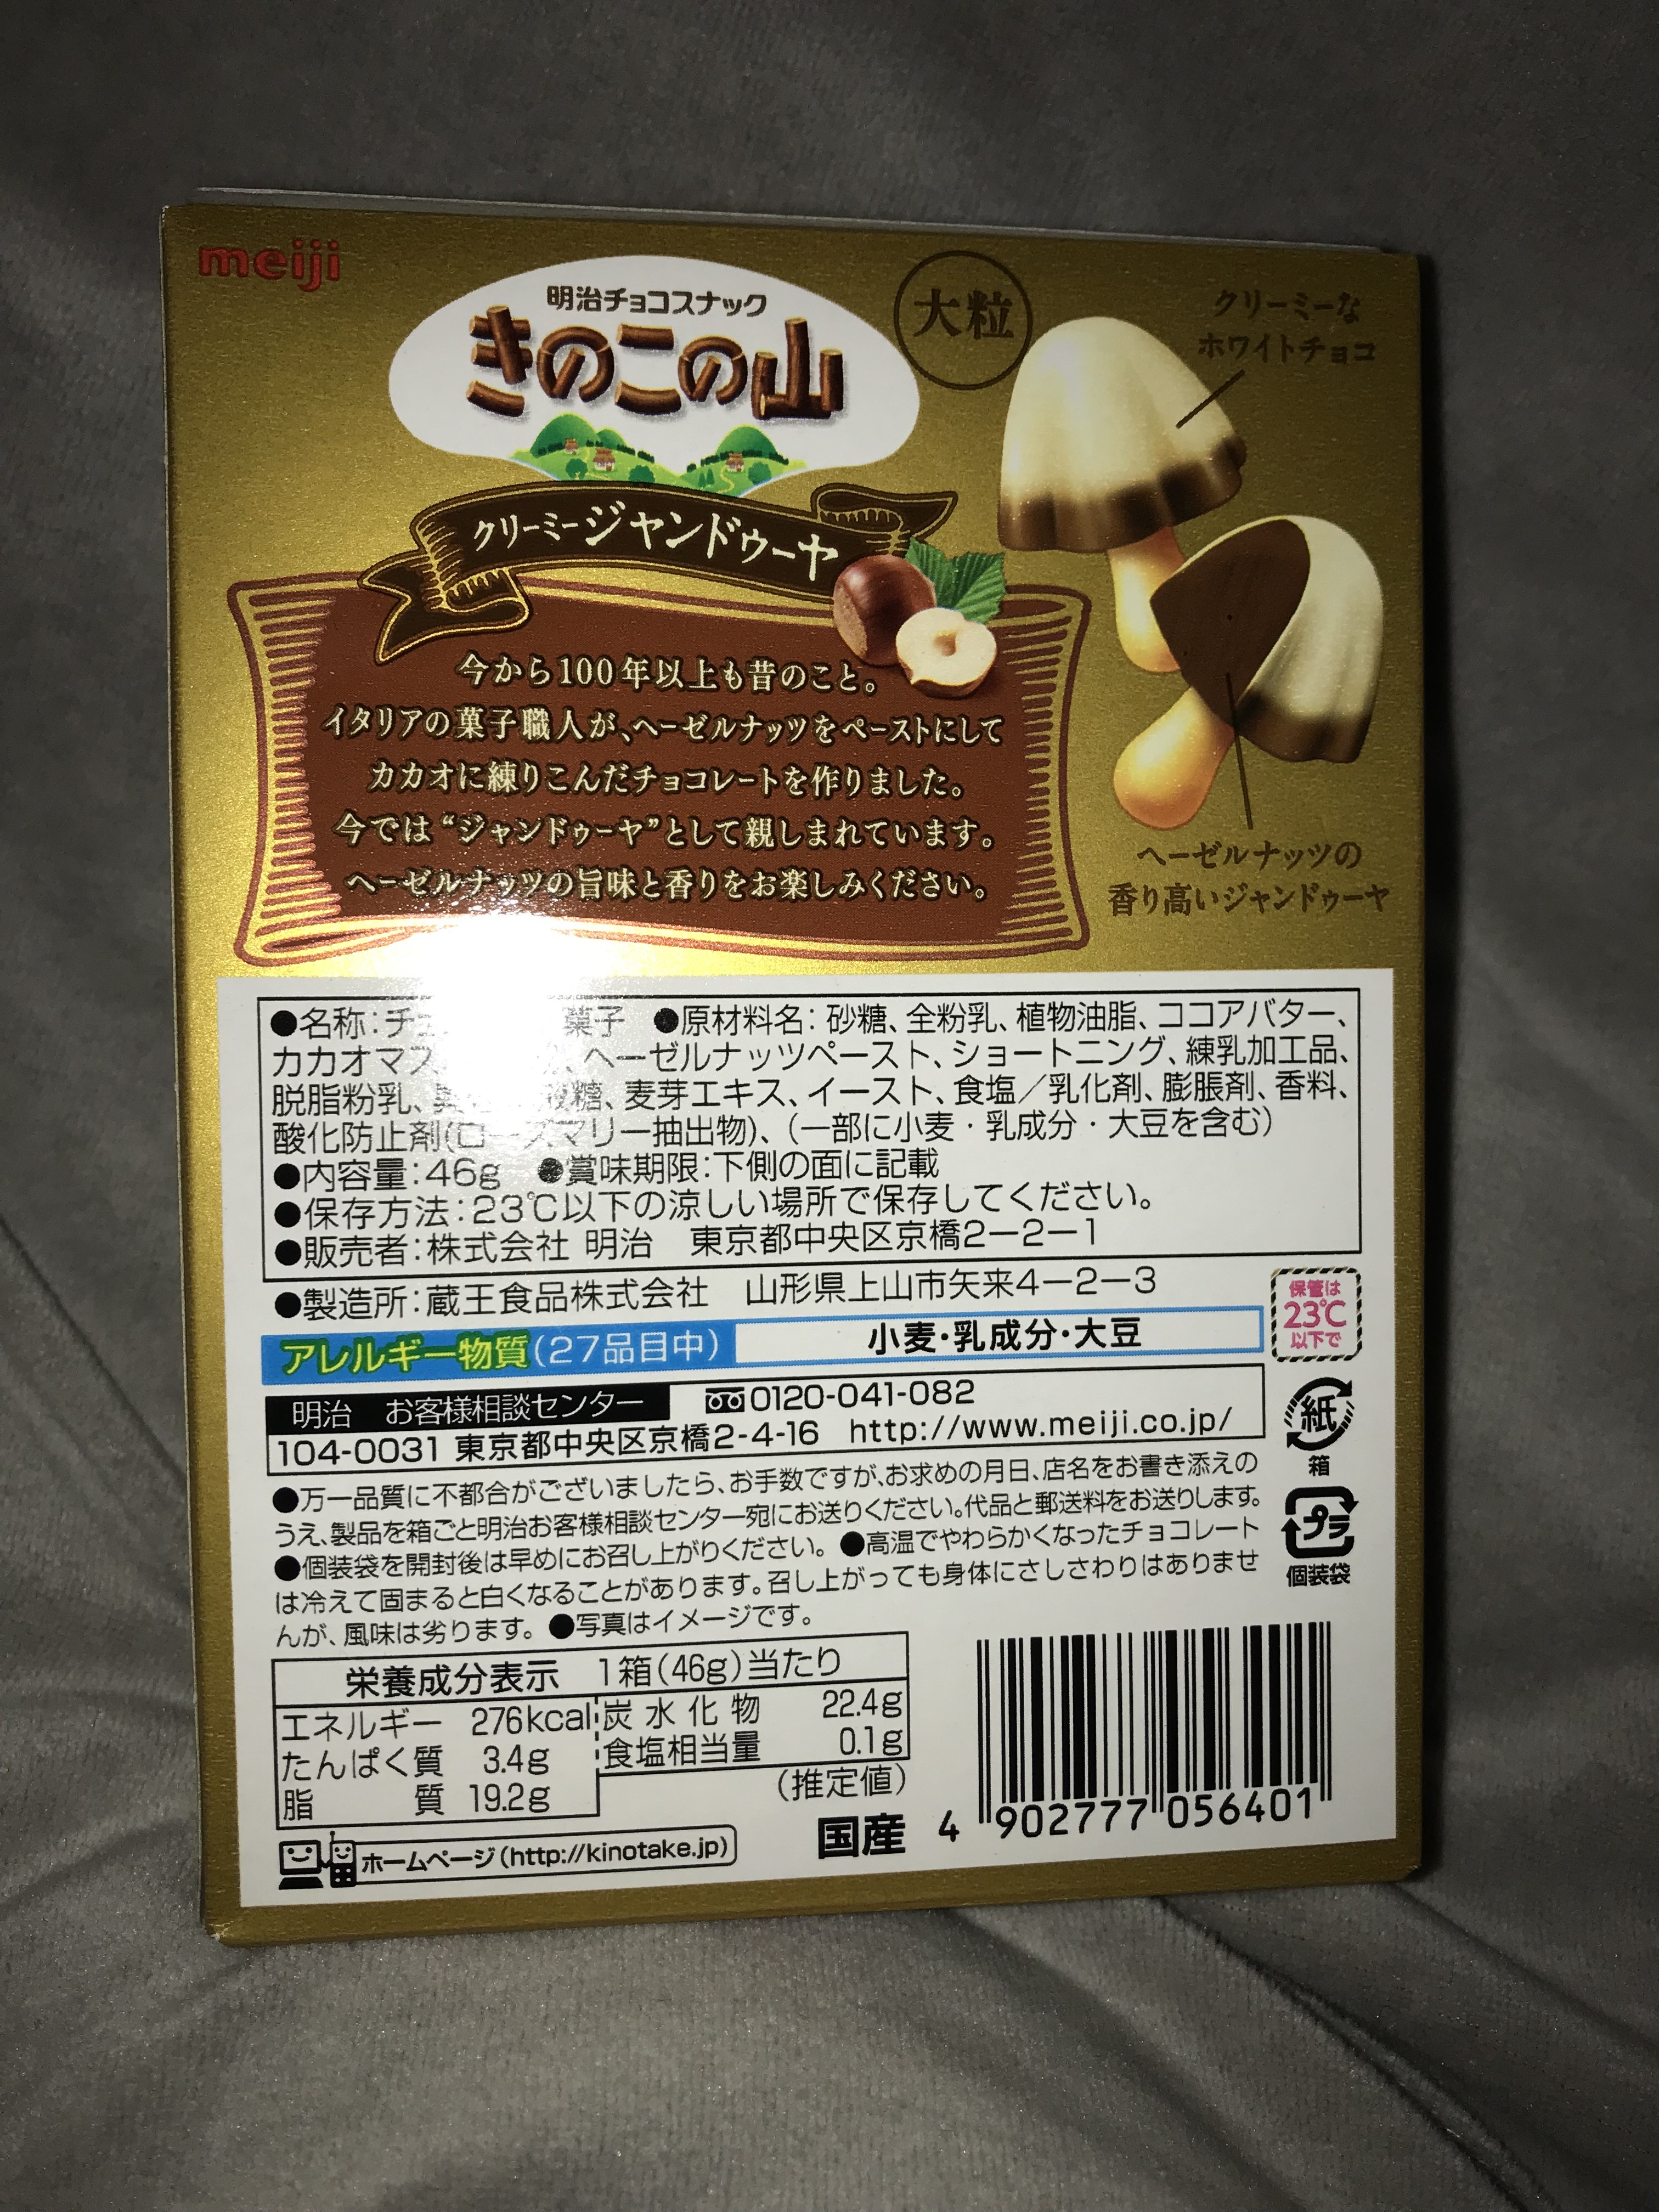 meiji
明治チョコスナック
きのこの山
大粒
クリーミーな
ホワイトチョコ
クリーミージャンドゥーヤ
今から100年以上も昔のこと。
イタリアの菓子職人が、ヘーゼルナッツをペーストにして
カカオに練りこんだチョコレートを作りました。
今では“ジャンドゥーヤ”として親しまれています。
ヘーゼルナッツの旨味と香りをお楽しみください。
ヘーゼルナッツの
香り高いジャンドゥーヤ
●名称:チ 菓子 ●原材料名:砂糖、全粉乳、植物油脂、ココアバター、
カカオマス ヘーゼルナッツペースト、ショートニング、練乳加工品、
脱脂粉乳、 液糖、麦芽エキス、イースト、食塩/乳化剤、膨脹剤、香料、
酸化防止剤(ローズマリー抽出物)、(一部に小麦・乳成分・大豆を含む)
●内容量:46g ●賞味期限:下側の面に記載
●保存方法:23℃以下の涼しい場所で保存してください。
●販売者:株式会社 明治 東京都中央区京橋2ー2ー1
●製造所:蔵王食品株式会社 山形県上山市矢来4ー2ー3
保管は
23℃
以下で
アレルギー物質(27品目中) 小麦・乳成分・大豆
明治 お客様相談センター 0120-041-082
104-0031 東京都中央区京橋2-4-16 http://www.meiji.co.jp/
紙
箱
プラ
個装袋
●万一品質に不都合がございましたら、お手数ですが、お求めの月日、店名をお書き添えの
うえ、製品を箱ごと明治お客様相談センター宛にお送りください。代品と郵送料をお送りします。
●個装袋を開封後は早めにお召し上がりください。●高温でやわらかくなったチョコレート
は冷えて固まると白くなることがあります。召し上がっても身体にさしさわりはありませ
んが、風味は劣ります。●写真はイメージです。
栄養成分表示 1箱(46g)当たり
エネルギー 276kcal 炭水化物 22.4g
たんぱく質 3.4g 食塩相当量 0.1g
脂質 19.2g (推定値)
ホームページ(http://kinotake.jp)
国産
4 902777 056401